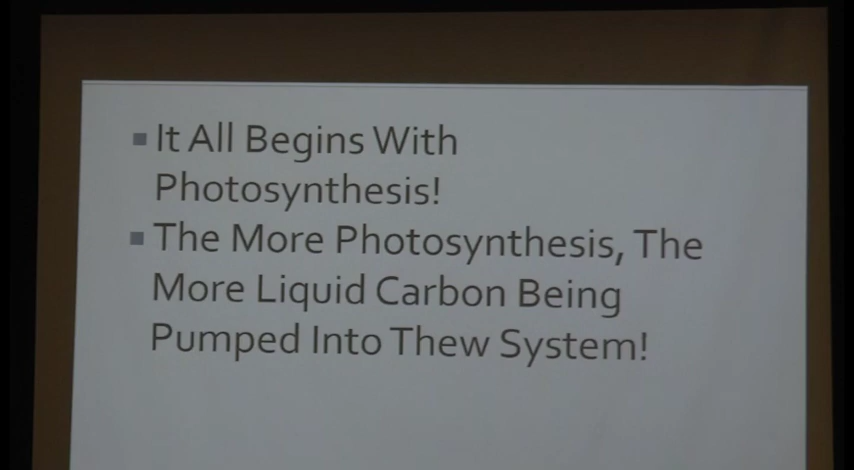 ▪ It All Begins With
Photosynthesis!
▪ The More Photosynthesis, The
More Liquid Carbon Being
Pumped Into Thew System!